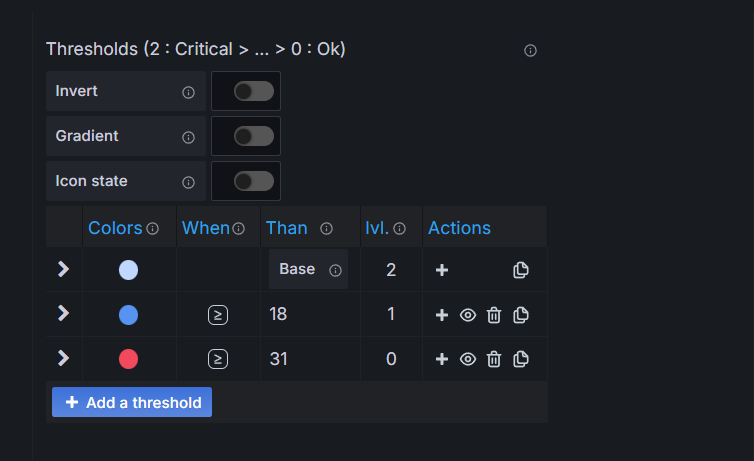 Thresholds (2 : Critical > ... > 0 : Ok)
Invert
Gradient
Icon state
Colors When Than lvl. Actions
Base 2
≥ 18 1
≥ 31 0
+ Add a threshold